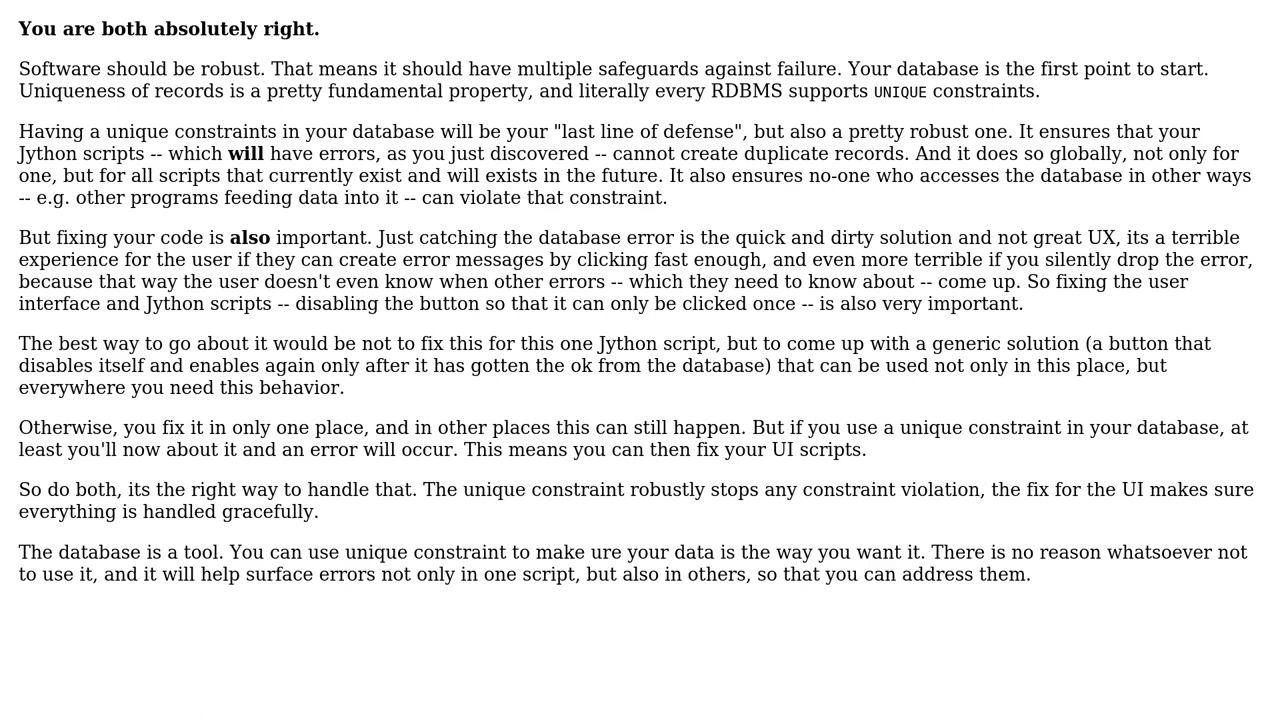 You are both absolutely right.
Software should be robust. That means it should have multiple safeguards against failure. Your database is the first point to start.
Uniqueness of records is a pretty fundamental property, and literally every RDBMS supports UNIQUE constraints.
Having a unique constraints in your database will be your "last line of defense", but also a pretty robust one. It ensures that your
Jython scripts -- which will have errors, as you just discovered -- cannot create duplicate records. And it does so globally, not only for
one, but for all scripts that currently exist and will exists in the future. It also ensures no-one who accesses the database in other ways
-- e.g. other programs feeding data into it -- can violate that constraint.
But fixing your code is also important. Just catching the database error is the quick and dirty solution and not great UX, its a terrible
experience for the user if they can create error messages by clicking fast enough, and even more terrible if you silently drop the error,
because that way the user doesn't even know when other errors -- which they need to know about -- come up. So fixing the user
interface and Jython scripts -- disabling the button so that it can only be clicked once -- is also very important.
The best way to go about it would be not to fix this for this one Jython script, but to come up with a generic solution (a button that
disables itself and enables again only after it has gotten the ok from the database) that can be used not only in this place, but
everywhere you need this behavior.
Otherwise, you fix it in only one place, and in other places this can still happen. But if you use a unique constraint in your database, at
least you'll now about it and an error will occur. This means you can then fix your UI scripts.
So do both, its the right way to handle that. The unique constraint robustly stops any constraint violation, the fix for the UI makes sure
everything is handled gracefully.
The database is a tool. You can use unique constraint to make ure your data is the way you want it. There is no reason whatsoever not
to use it, and it will help surface errors not only in one script, but also in others, so that you can address them.